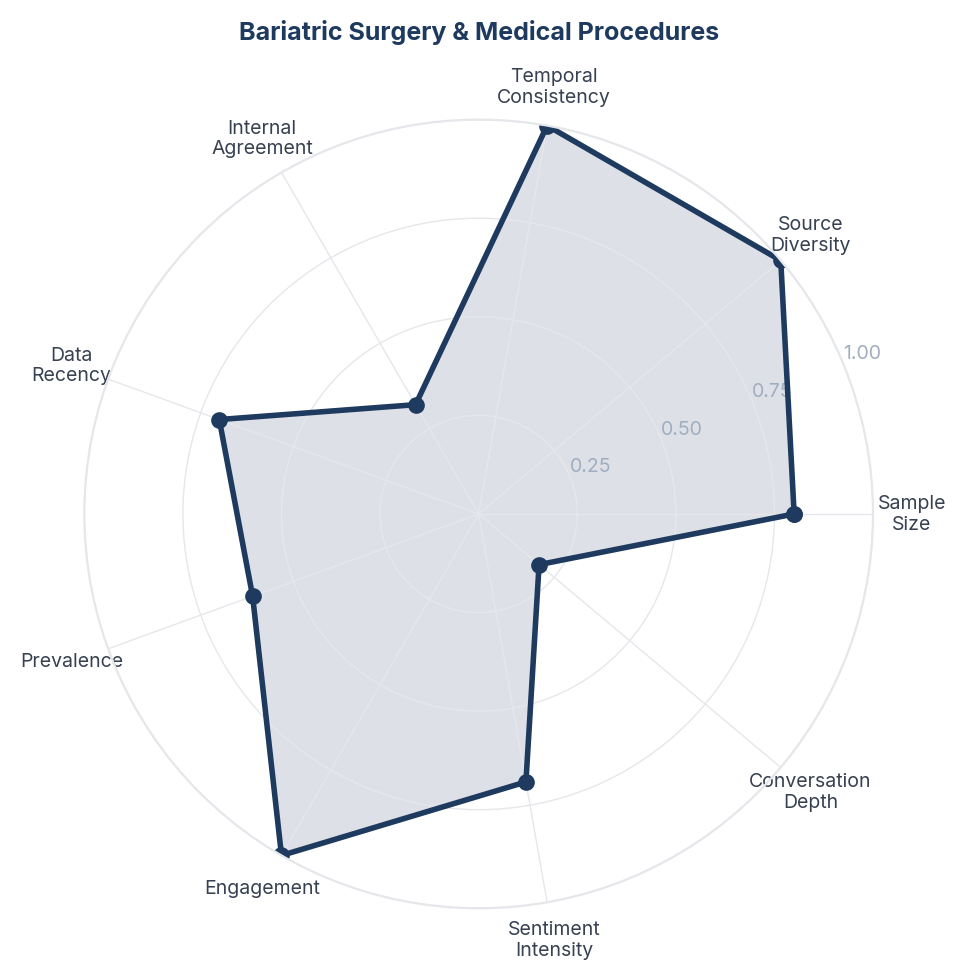 Bariatric Surgery & Medical Procedures
Temporal
Consistency
Internal
Agreement
Source
Diversity
Data
Recency
1.00
0.75
0.50
0.25
Sample
Size
Prevalence
Conversation
Depth
Engagement
Sentiment
Intensity